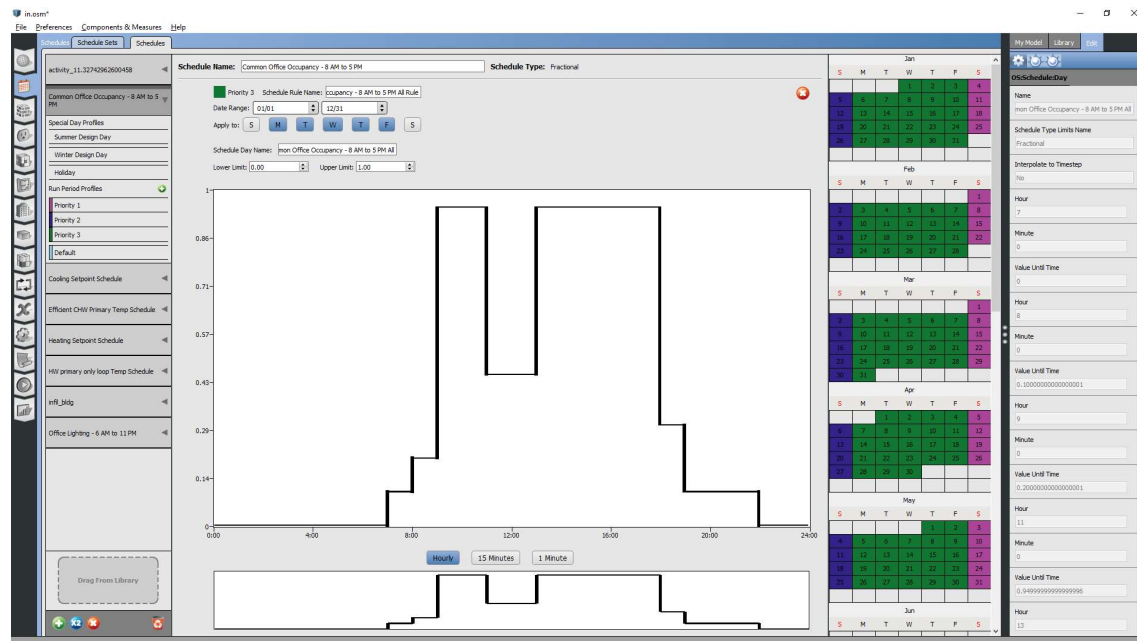 in.osm*
File Preferences Components & Measures Help
Schedules Schedule Sets Schedules
My Model Library Edit
activity_11.32742962600458
Common Office Occupancy - 8 AM to 5 PM
Special Day Profiles
Summer Design Day
Winter Design Day
Holiday
Run Period Profiles
Priority 1
Priority 2
Priority 3
Default
Cooling Setpoint Schedule
Efficient CHW Primary Temp Schedule
Heating Setpoint Schedule
HW primary only loop Temp Schedule
infil_bldg
Office Lighting - 6 AM to 11 PM
Drag From Library
X2
Schedule Name: Common Office Occupancy - 8 AM to 5 PM Schedule Type: Fractional
Priority 3 Schedule Rule Name: ccupancy - 8 AM to 5 PM All Rule
Date Range: 01/01 12/31
Apply to: S M T W T F S
Schedule Day Name: mon Office Occupancy - 8 AM to 5 PM All
Lower Limit: 0.00 Upper Limit: 1.00
1
0.86
0.71
0.57
0.43
0.29
0.14
0
0:00 4:00 8:00 12:00 16:00 20:00 24:00
Hourly 15 Minutes 1 Minute
Jan
S M T W T F S
1 2 3 4
5 6 7 8 9 10 11
12 13 14 15 16 17 18
19 20 21 22 23 24 25
26 27 28 29 30 31
Feb
S M T W T F S
1
2 3 4 5 6 7 8
9 10 11 12 13 14 15
16 17 18 19 20 21 22
23 24 25 26 27 28
Mar
S M T W T F S
1
2 3 4 5 6 7 8
9 10 11 12 13 14 15
16 17 18 19 20 21 22
23 24 25 26 27 28 29
30 31
Apr
S M T W T F S
1 2 3 4 5
6 7 8 9 10 11 12
13 14 15 16 17 18 19
20 21 22 23 24 25 26
27 28 29 30
May
S M T W T F S
1 2 3
4 5 6 7 8 9 10
11 12 13 14 15 16 17
18 19 20 21 22 23 24
25 26 27 28 29 30 31
Jun
S M T W T F S
OS:Schedule:Day
Name
mon Office Occupancy - 8 AM to 5 PM All
Schedule Type Limits Name
Fractional
Interpolate to Timestep
No
Hour
7
Minute
0
Value Until Time
0
Hour
8
Minute
0
Value Until Time
0.10000000000000001
Hour
9
Minute
0
Value Until Time
0.20000000000000001
Hour
11
Minute
0
Value Until Time
0.94999999999999996
Hour
13